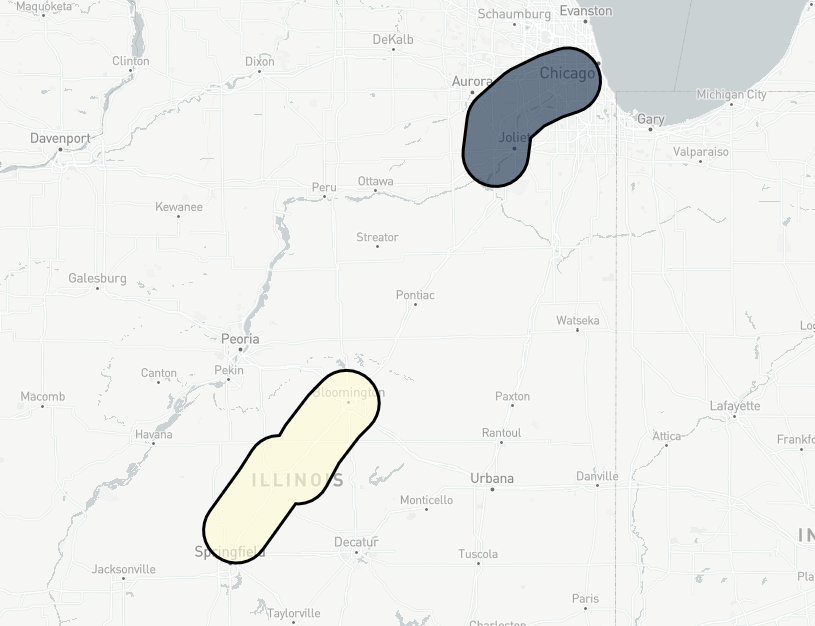 Maquoketa
Schaumburg
Evanston
DeKalb
Clinton
Dixon
Chicago
Aurora
Michigan City
Gary
Davenport
Joliet
Valparaiso
Peru
Ottawa
Kewanee
Streator
Galesburg
Pontiac
Watseka
Peoria
Canton
Pekin
Bloomington
Macomb
Paxton
Lafayette
Havana
Rantoul
Attica
Frankfo
ILLINOIS
Urbana
Danville
Monticello
IN
Decatur
Springfield
Tuscola
Jacksonville
Pla
Paris
Taylorville
Charleston
Log